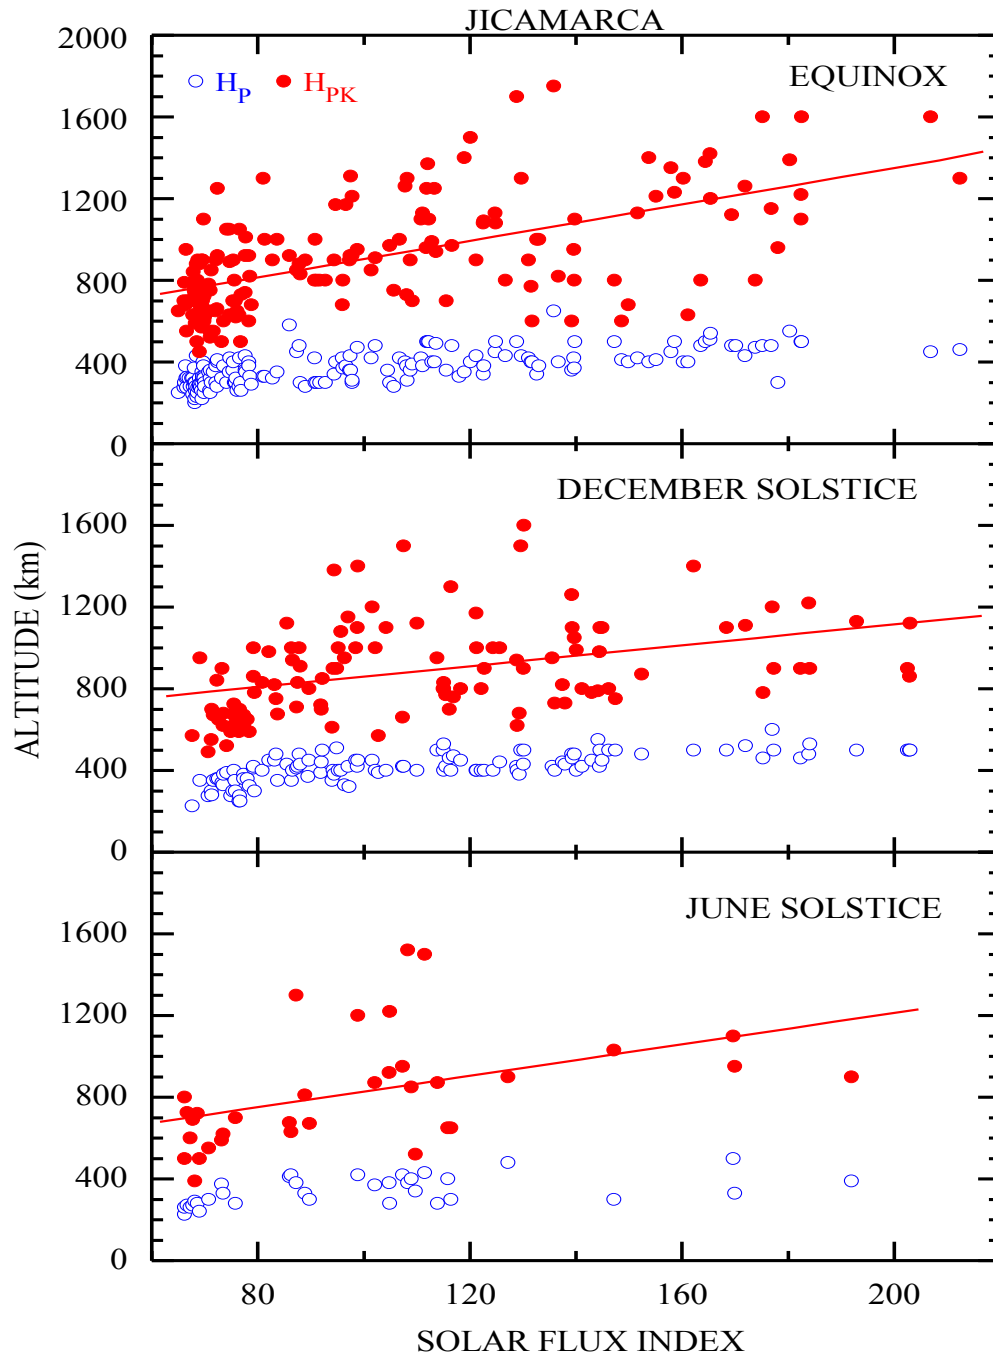 JICAMARCA
2000
1600
1200
800
400
0
H_P H_PK
EQUINOX
1600
1200
800
400
0
DECEMBER SOLSTICE
1600
1200
800
400
0
JUNE SOLSTICE
ALTITUDE (km)
80 120 160 200
SOLAR FLUX INDEX